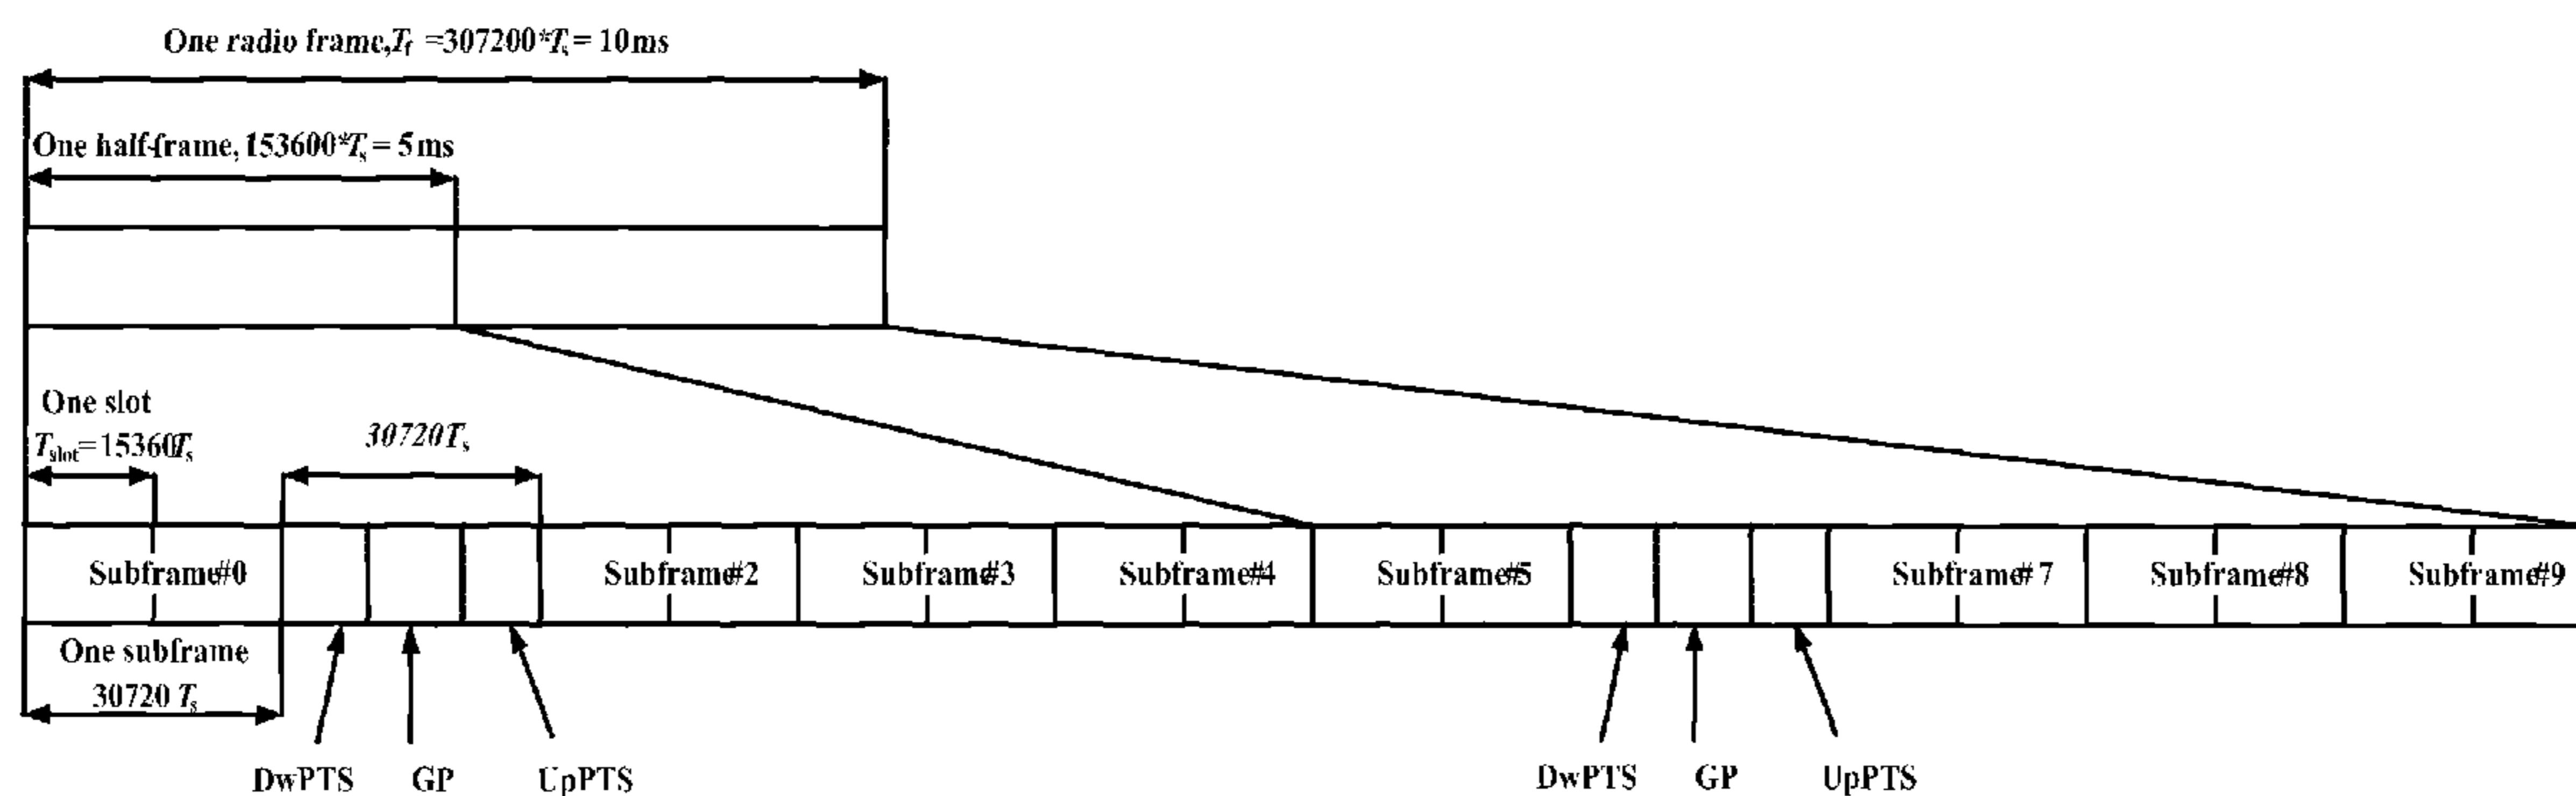 One radio frame, Tf =307200*Ts= 10ms
One half-frame, 153600*Ts= 5ms
One slot
Tslot=15360Ts
30720Ts
Subframe#0
Subframe#2
Subframe#3
Subframe#4
Subframe#5
Subframe#7
Subframe#8
Subframe#9
One subframe
30720 Ts
DwPTS
GP
UpPTS
DwPTS
GP
UpPTS